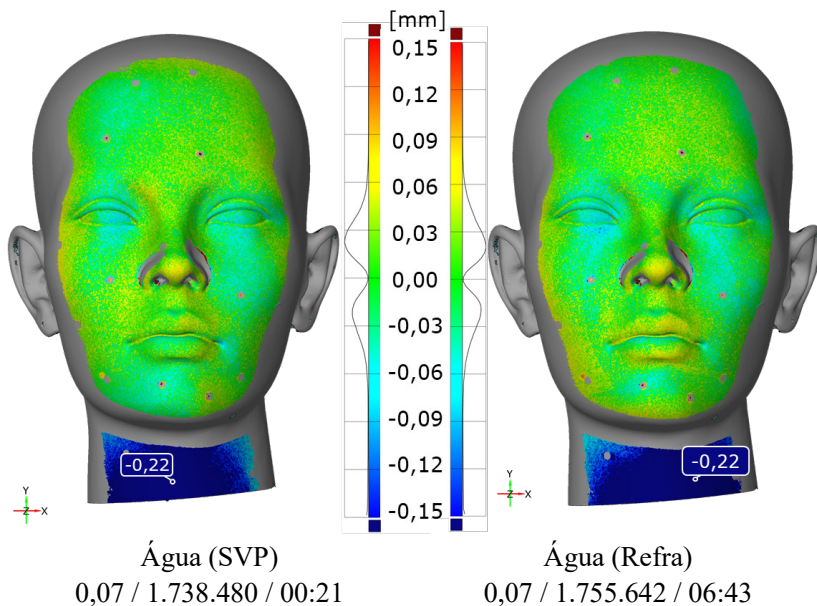 [mm]
0,15
0,12
0,09
0,06
0,03
0,00
-0,03
-0,06
-0,09
-0,12
-0,15
-0,22
-0,22
Y
Z
X
Y
Z
X
Água (SVP)
0,07 / 1.738.480 / 00:21
Água (Refra)
0,07 / 1.755.642 / 06:43